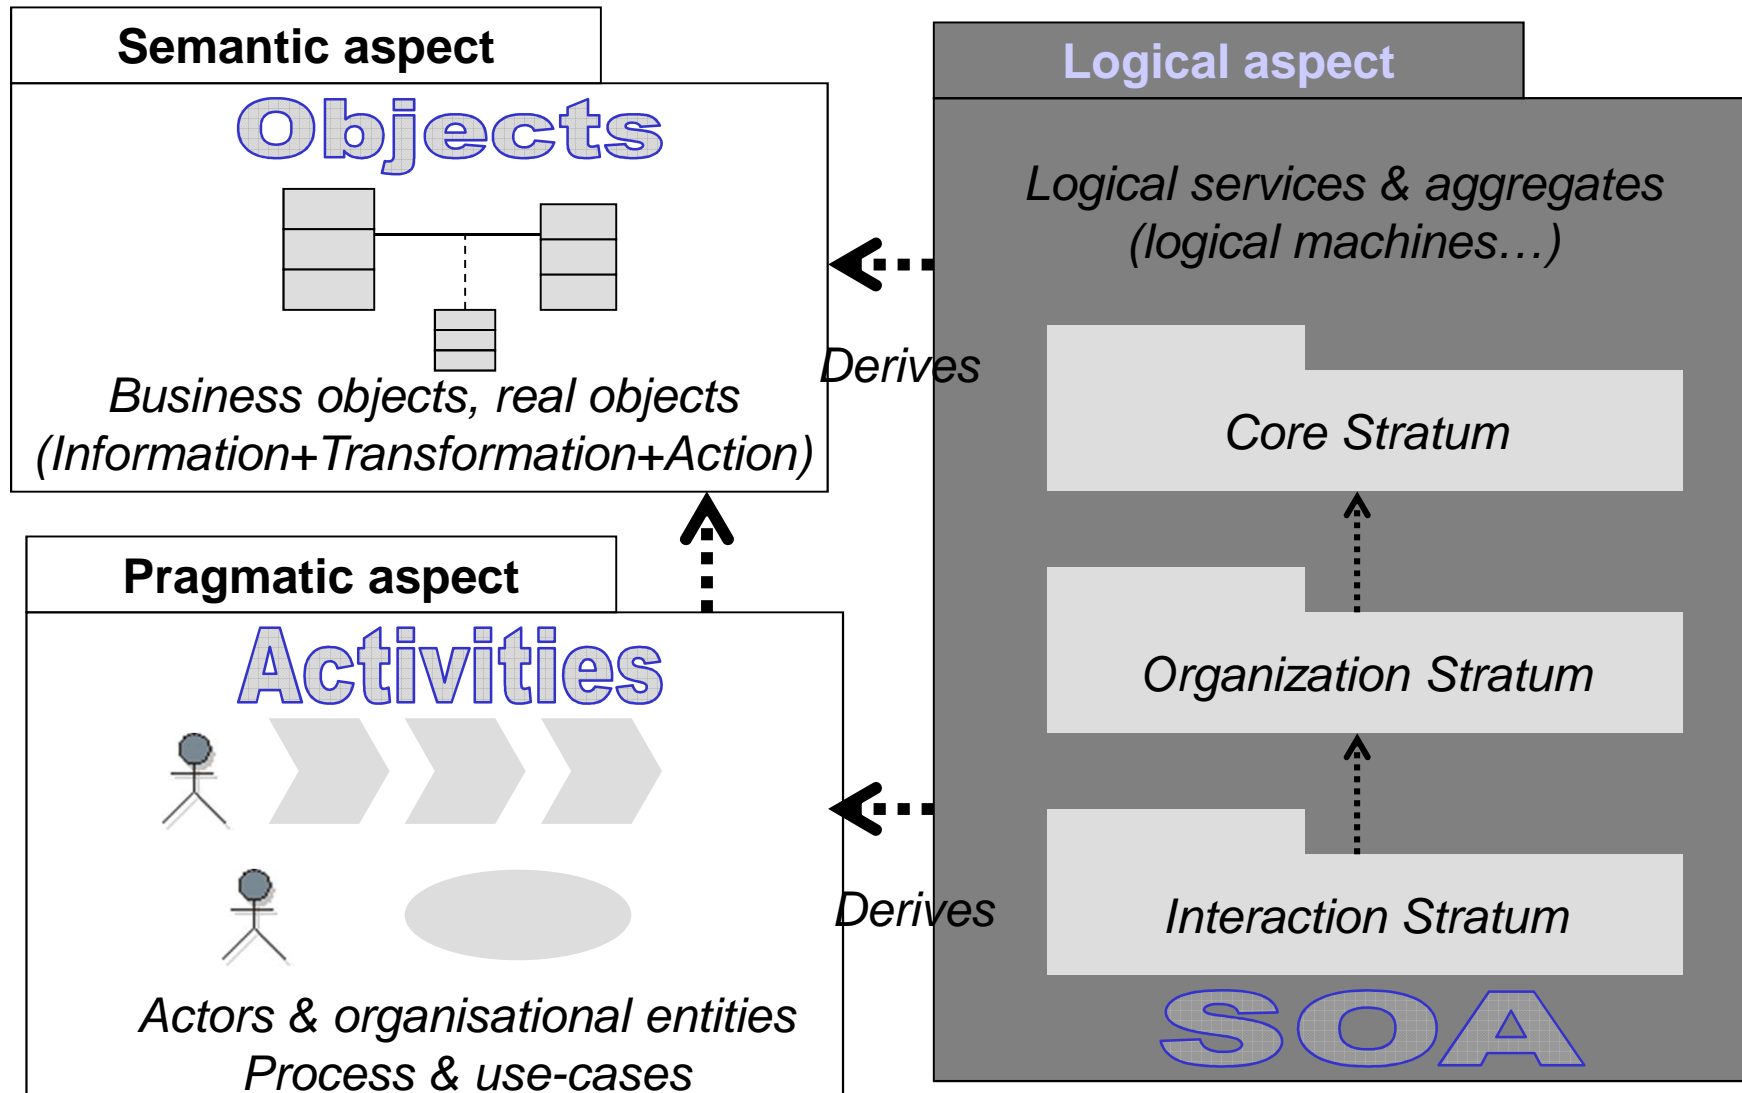 Semantic aspect
Objects
Business objects, real objects
(Information+Transformation+Action)
Pragmatic aspect
Activities
Actors & organisational entities
Process & use-cases
Derives
Derives
Logical aspect
Logical services & aggregates
(logical machines…)
Core Stratum
Organization Stratum
Interaction Stratum
SOA